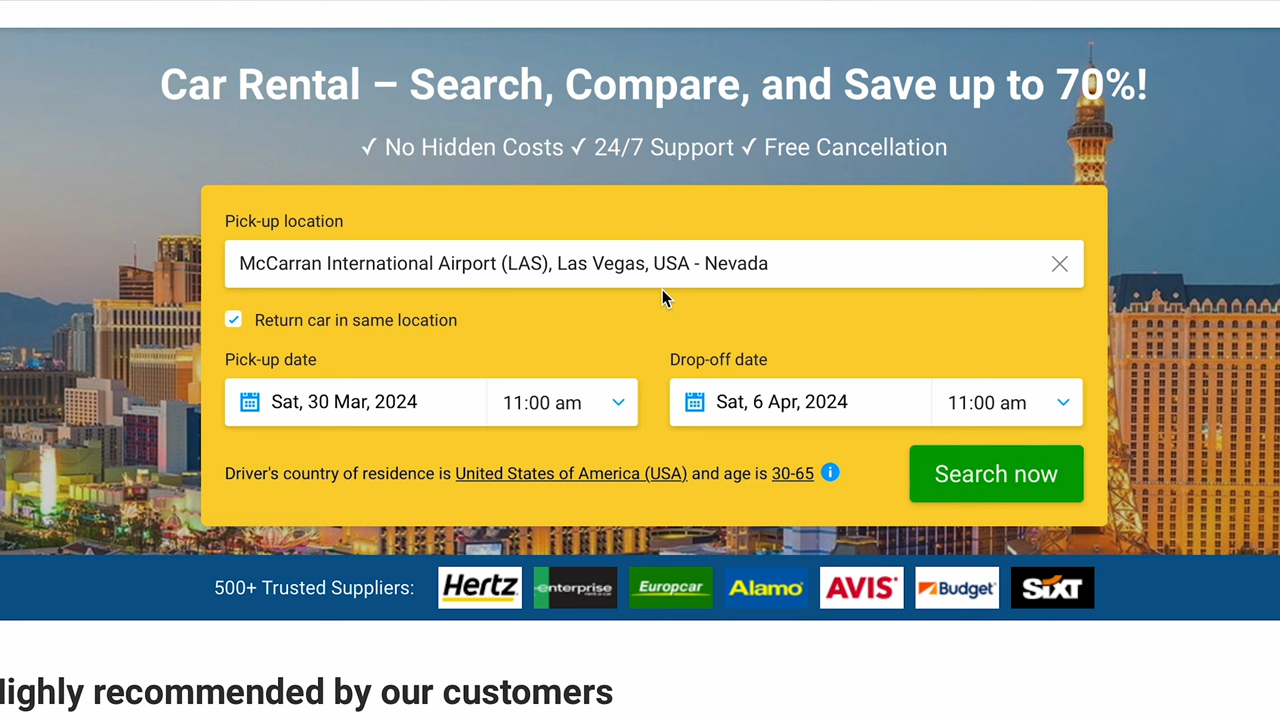 Car Rental – Search, Compare, and Save up to 70%!
✓ No Hidden Costs ✓ 24/7 Support ✓ Free Cancellation
Pick-up location
McCarran International Airport (LAS), Las Vegas, USA - Nevada
Return car in same location
Pick-up date
Drop-off date
Sat, 30 Mar, 2024
11:00 am
Sat, 6 Apr, 2024
11:00 am
Driver's country of residence is United States of America (USA) and age is 30-65 i
Search now
500+ Trusted Suppliers: Hertz enterprise Europcar Alamo AVIS Budget SIXT
Highly recommended by our customers